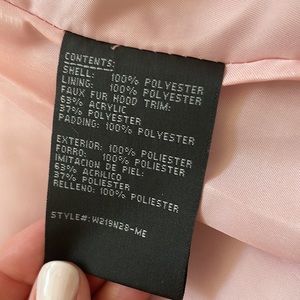 CONTENTS:
SHELL: 100% POLYESTER
LINING: 100% POLYESTER
FAUX FUR HOOD TRIM:
63% ACRYLIC
37% POLYESTER
PADDING: 100% POLYESTER
EXTERIOR: 100% POLIESTER
FORRO: 100% POLIESTER
IMITACION DE PIEL:
63% ACRILICO
37% POLIESTER
RELLENO: 100% POLIESTER
STYLE#: W219N28-ME